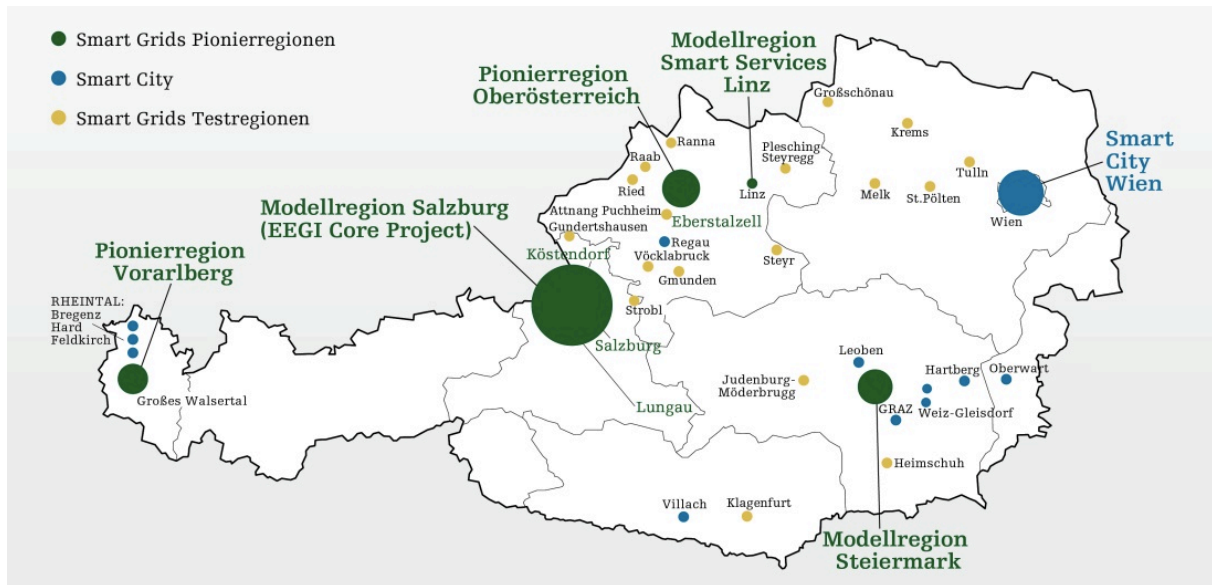 Smart Grids Pionierregionen
Smart City
Smart Grids Testregionen
Modellregion
Smart Services
Linz
Pionierregion
Oberösterreich
Modellregion Salzburg
(EEGI Core Project)
Pionierregion
Vorarlberg
Smart
City
Wien
Großschönau
Krems
Ranna
Plesching
Steyregg
Raab
Tulln
Ried
Linz
Melk
St.Pölten
Attnang Puchheim
Eberstalzell
Wien
Gundertshausen
Regau
Köstendorf
Vöcklabruck
Steyr
Gmunden
Strobl
RHEINTAL:
Bregenz
Hard
Feldkirch
Salzburg
Leoben
Hartberg
Oberwart
Judenburg-
Möderbrugg
Großes Walsertal
Lungau
GRAZ
Weiz-Gleisdorf
Heimschuh
Villach
Klagenfurt
Modellregion
Steiermark